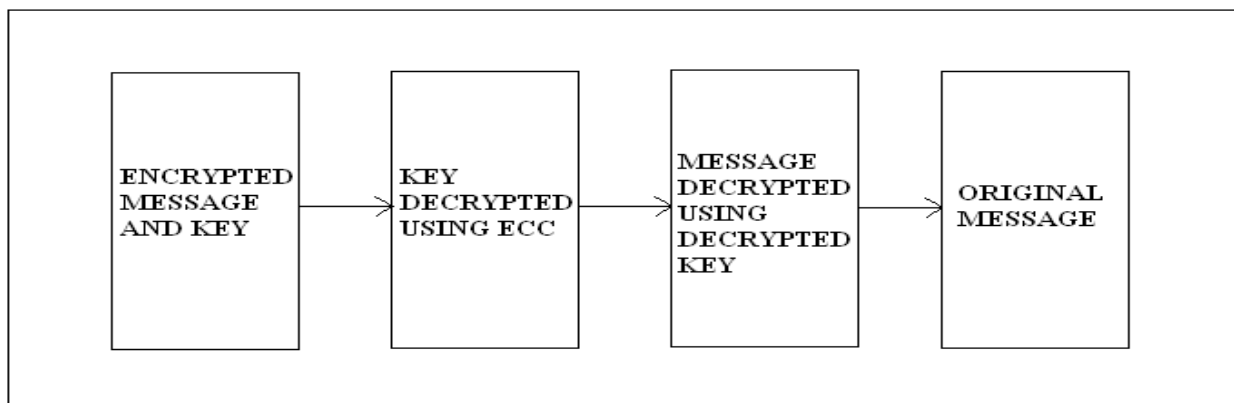 ENCRYPTED
MESSAGE
AND KEY
KEY
DECRYPTED
USING ECC
MESSAGE
DECRYPTED
USING
DECRYPTED
KEY
ORIGINAL
MESSAGE